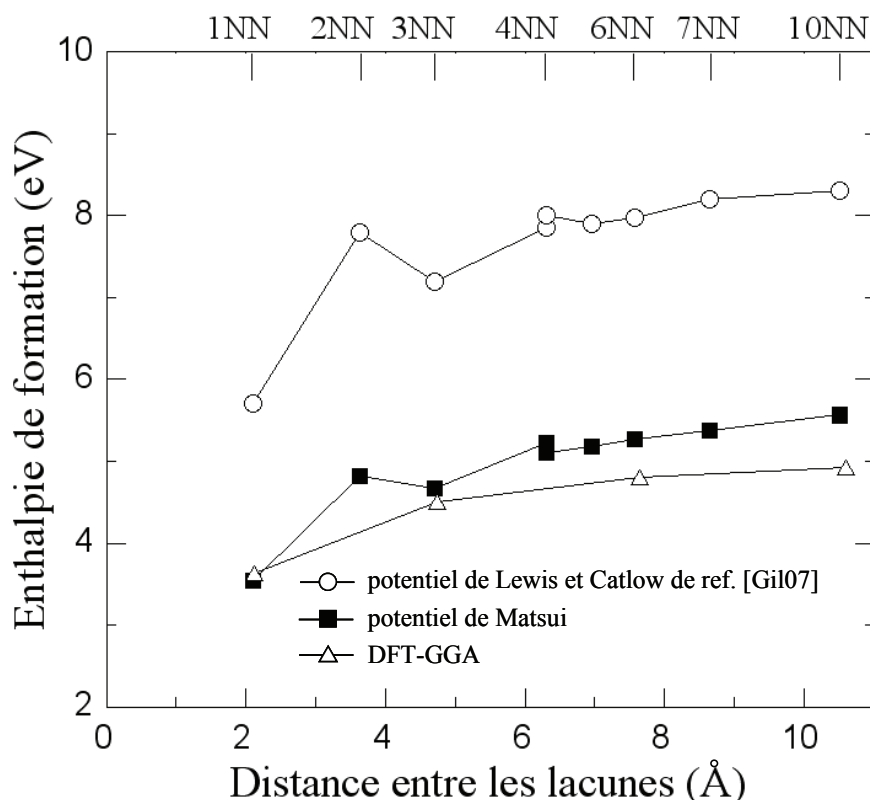 1NN 2NN 3NN 4NN 6NN 7NN 10NN
10
8
6
4
2
Enthalpie de formation (eV)
potentiel de Lewis et Catlow de ref. [Gil07]
potentiel de Matsui
DFT-GGA
0 2 4 6 8 10
Distance entre les lacunes (Å)